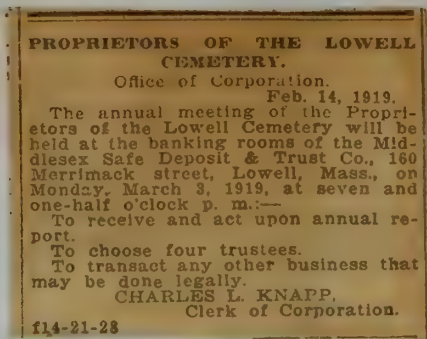 PROPRIETORS OF THE LOWELL
CEMETERY.
Office of Corporation.
Feb. 14, 1919.
The annual meeting of the Propri-
etors of the Lowell Cemetery will be
held at the banking rooms of the Mid-
dlesex Safe Deposit & Trust Co., 160
Merrimack street, Lowell, Mass., on
Monday, March 3, 1919, at seven and
one-half o'clock p. m.:—
To receive and act upon annual re-
port.
To choose four trustees.
To transact any other business that
may be done legally.
CHARLES L. KNAPP,
Clerk of Corporation.
f14-21-28